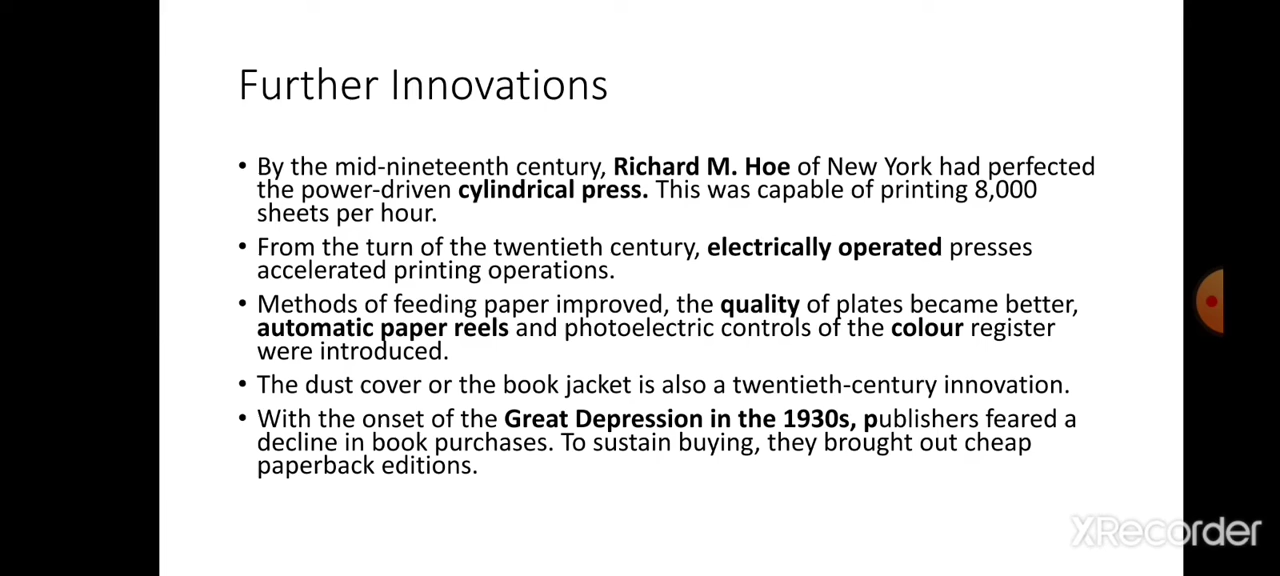 Further Innovations
• By the mid-nineteenth century, Richard M. Hoe of New York had perfected
the power-driven cylindrical press. This was capable of printing 8,000
sheets per hour.
• From the turn of the twentieth century, electrically operated presses
accelerated printing operations.
• Methods of feeding paper improved, the quality of plates became better,
automatic paper reels and photoelectric controls of the colour register
were introduced.
• The dust cover or the book jacket is also a twentieth-century innovation.
• With the onset of the Great Depression in the 1930s, publishers feared a
decline in book purchases. To sustain buying, they brought out cheap
paperback editions.
XRecorder